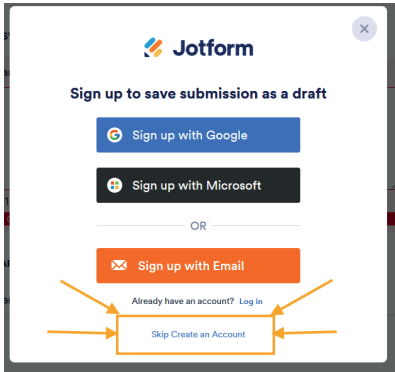 Jotform
Sign up to save submission as a draft
Sign up with Google
Sign up with Microsoft
OR
Sign up with Email
Already have an account? Log in
Skip Create an Account